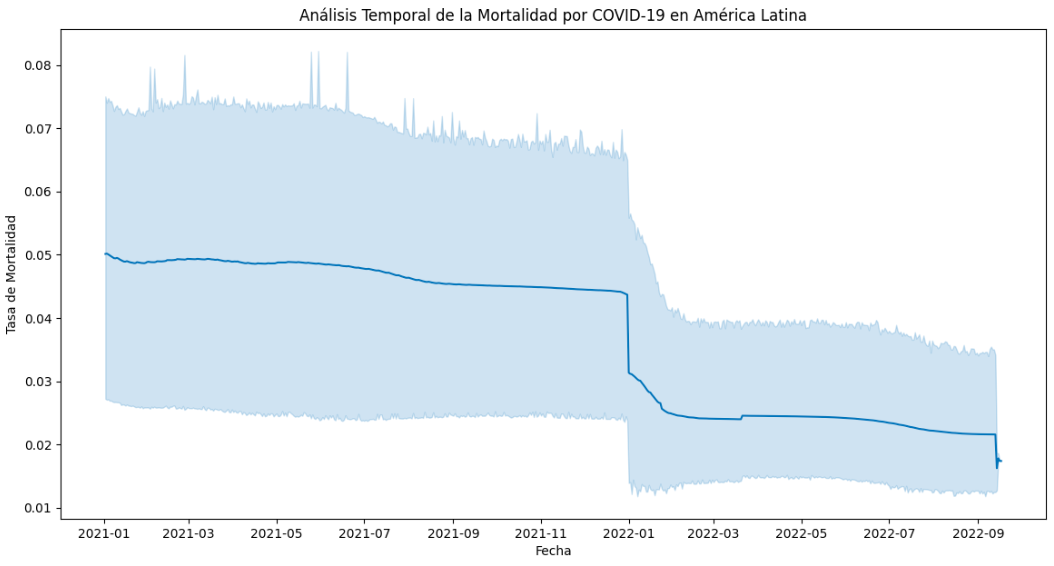 Análisis Temporal de la Mortalidad por COVID-19 en América Latina
Tasa de Mortalidad
0.08
0.07
0.06
0.05
0.04
0.03
0.02
0.01
2021-01 2021-03 2021-05 2021-07 2021-09 2021-11 2022-01 2022-03 2022-05 2022-07 2022-09
Fecha